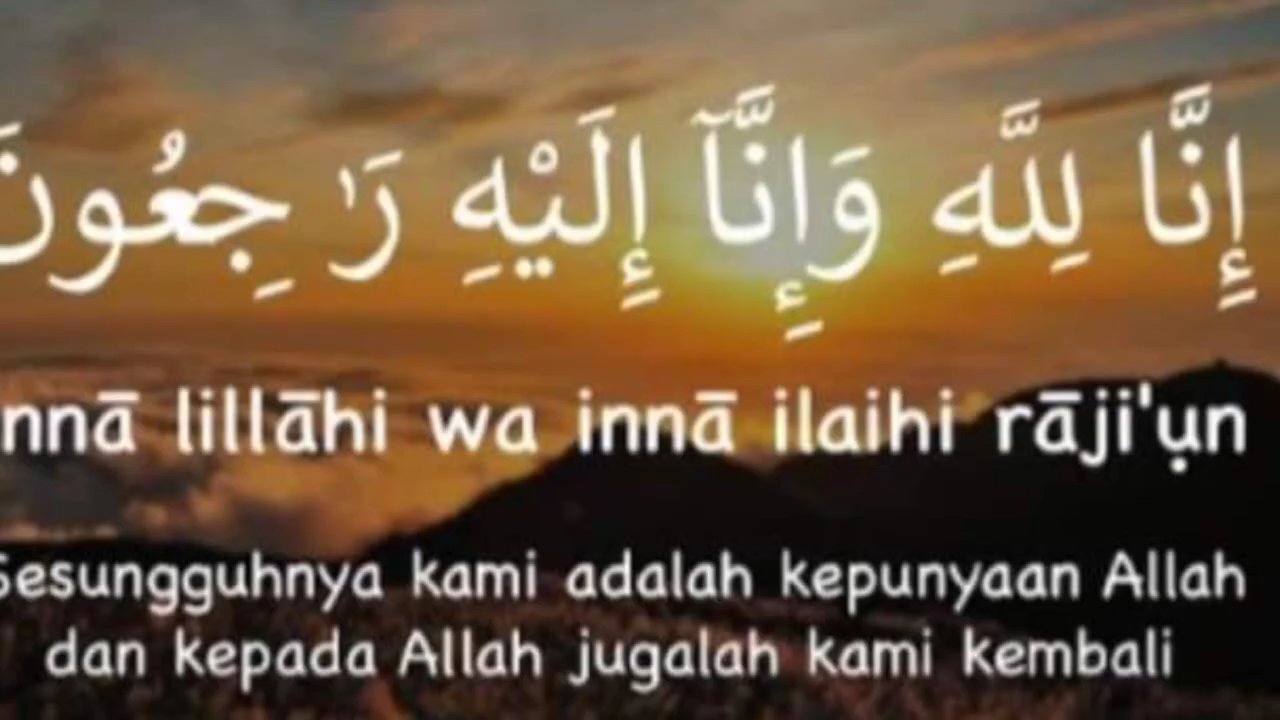 إِنَّا لِلَّهِ وَإِنَّآ إِلَيْهِ رَٰجِعُونَ
nnā lillāhi wa innā ilaihi rāji'ụn
Sesungguhnya kami adalah kepunyaan Allah
dan kepada Allah jugalah kami kembali